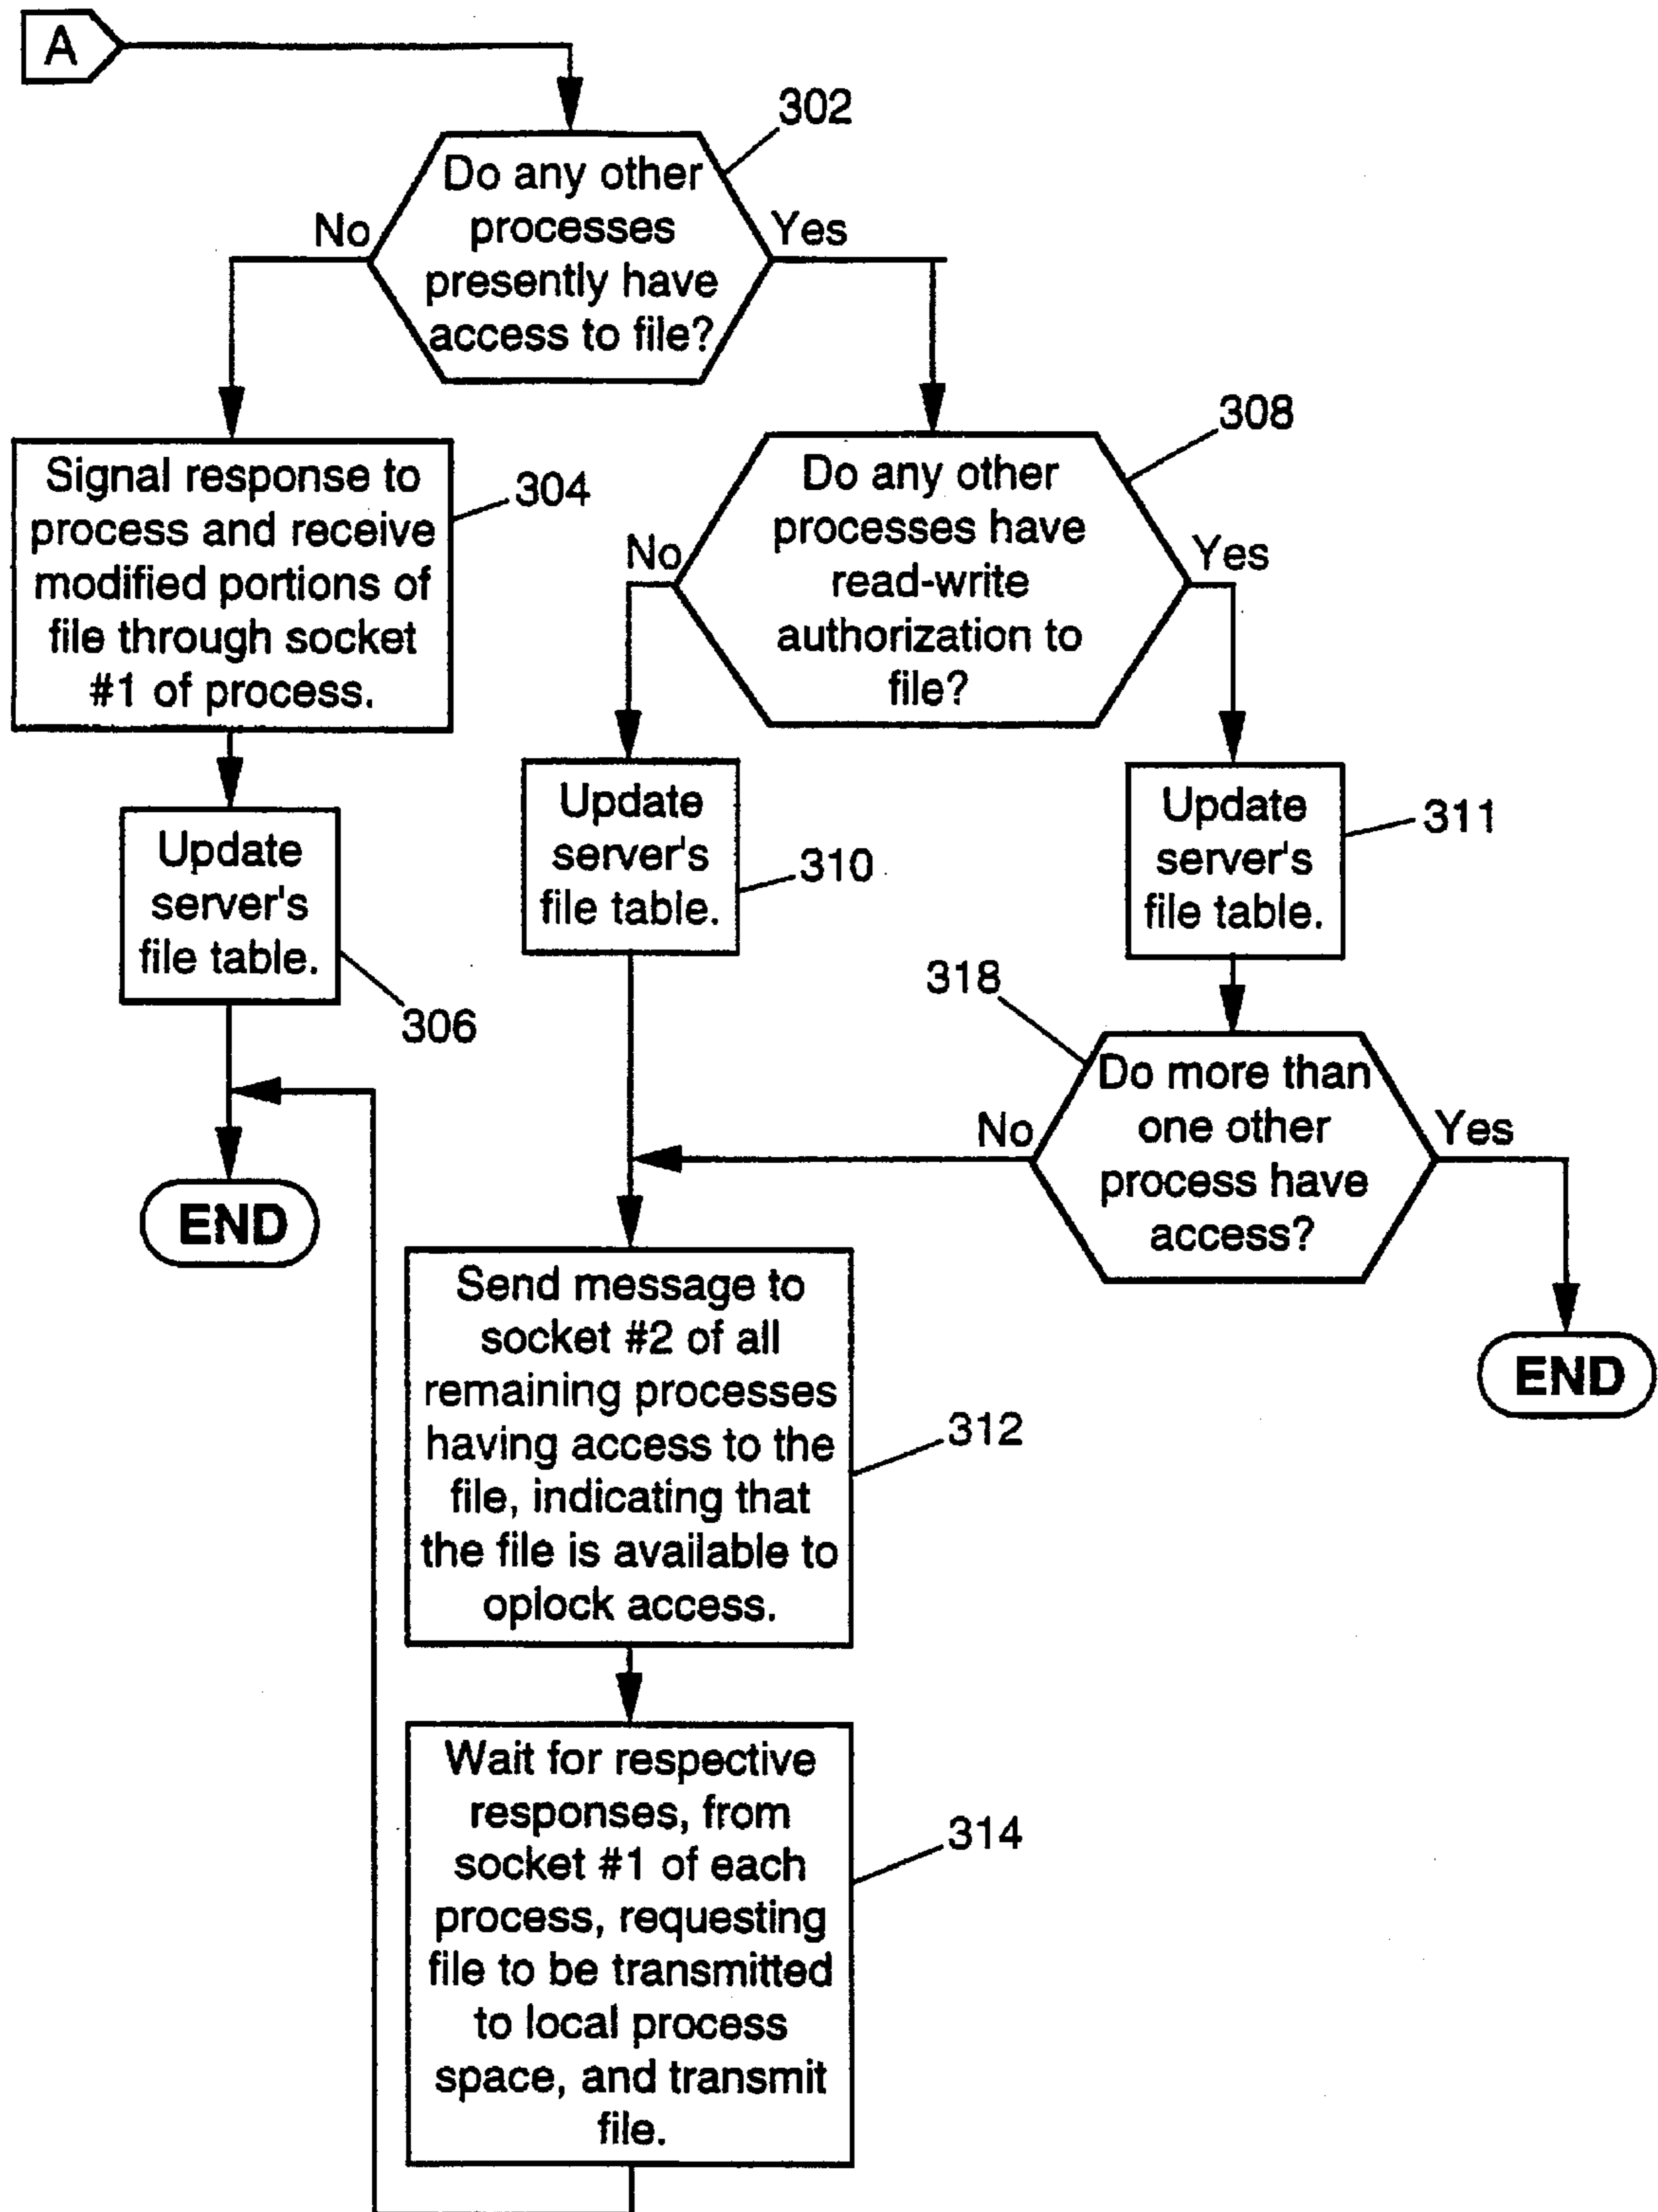 A
302
Do any other
processes
presently have
access to file?
No
Yes
304
Signal response to
process and receive
modified portions of
file through socket
#1 of process.
308
Do any other
processes have
read-write
authorization to
file?
No
Yes
Update
server's
file table.
306
Update
server's
file table.
310
Update
server's
file table.
311
318
Do more than
one other
process have
access?
No
Yes
END
END
Send message to
socket #2 of all
remaining processes
having access to the
file, indicating that
the file is available to
oplock access.
312
Wait for respective
responses, from
socket #1 of each
process, requesting
file to be transmitted
to local process
space, and transmit
file.
314